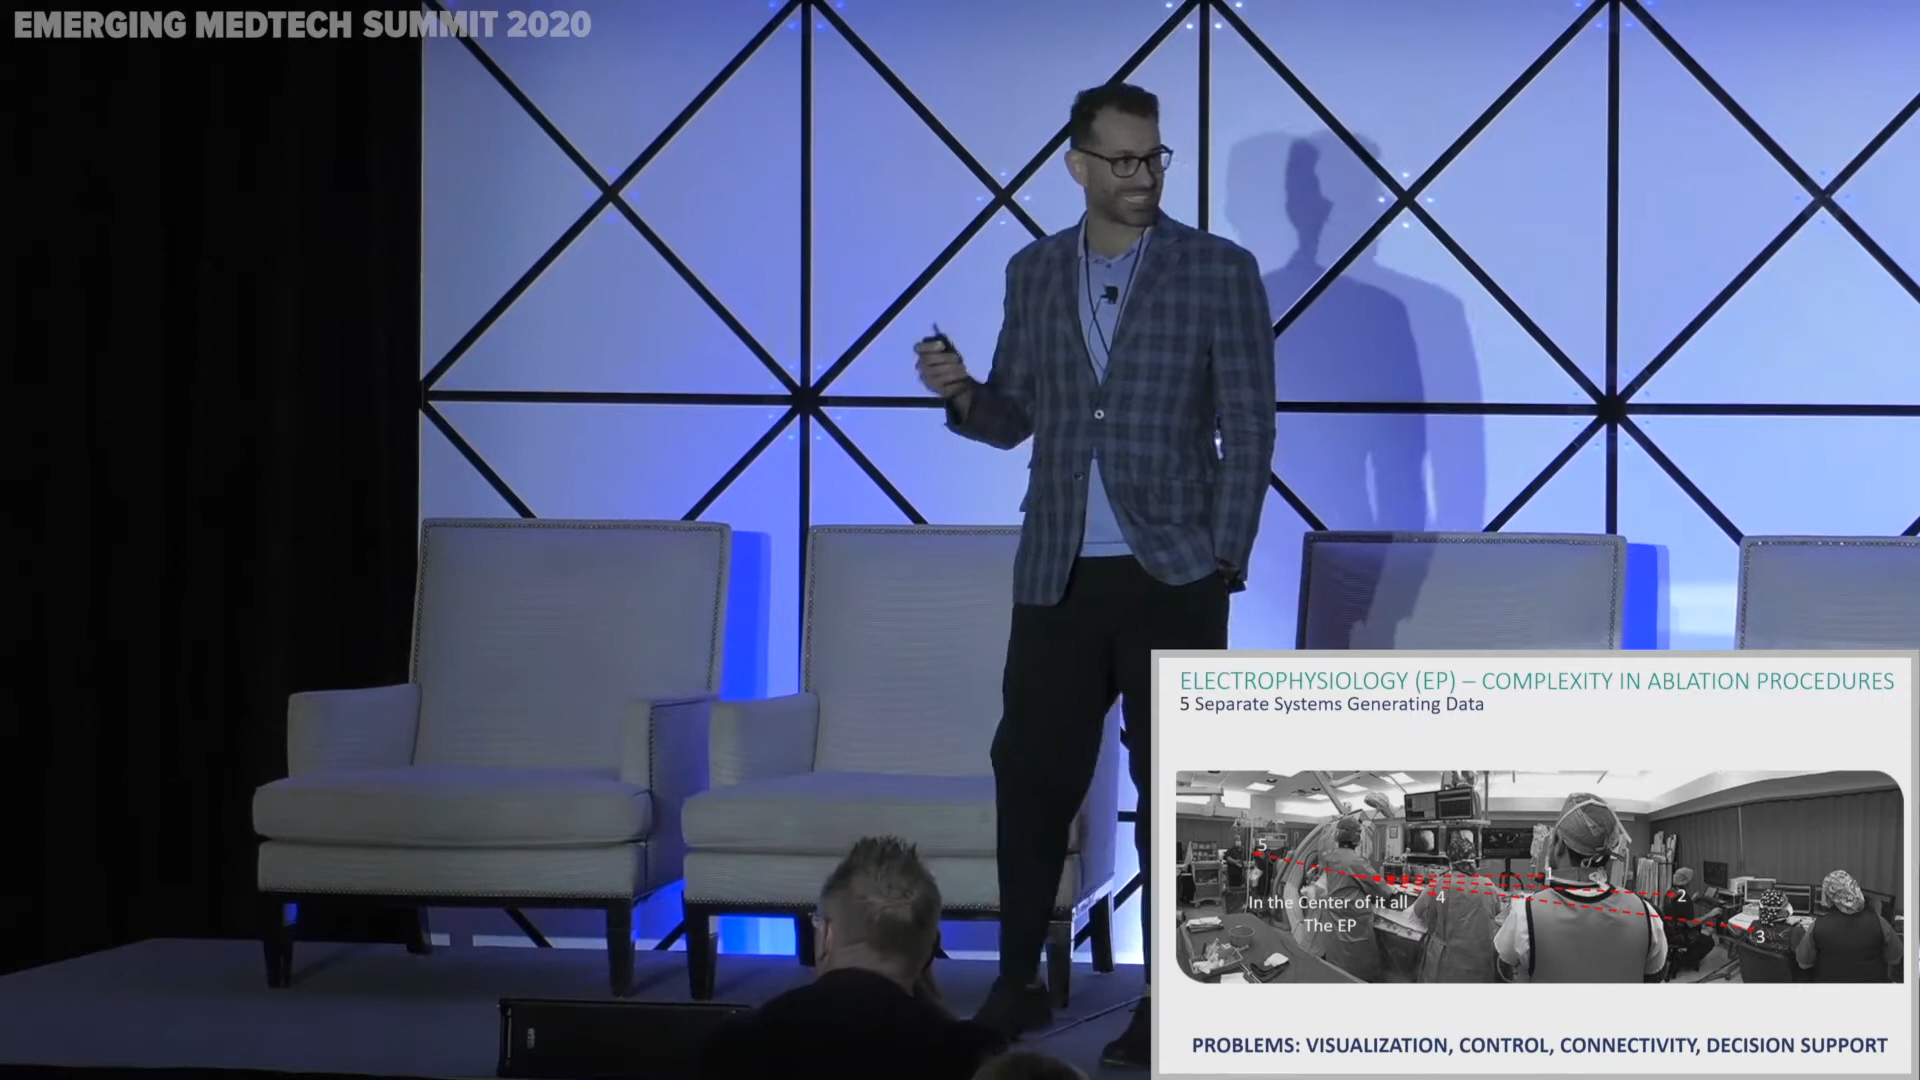 EMERGING MEDTECH SUMMIT 2020
ELECTROPHYSIOLOGY (EP) – COMPLEXITY IN ABLATION PROCEDURES
5 Separate Systems Generating Data
5
1
2
4
In the Center of it all
The EP
3
PROBLEMS: VISUALIZATION, CONTROL, CONNECTIVITY, DECISION SUPPORT